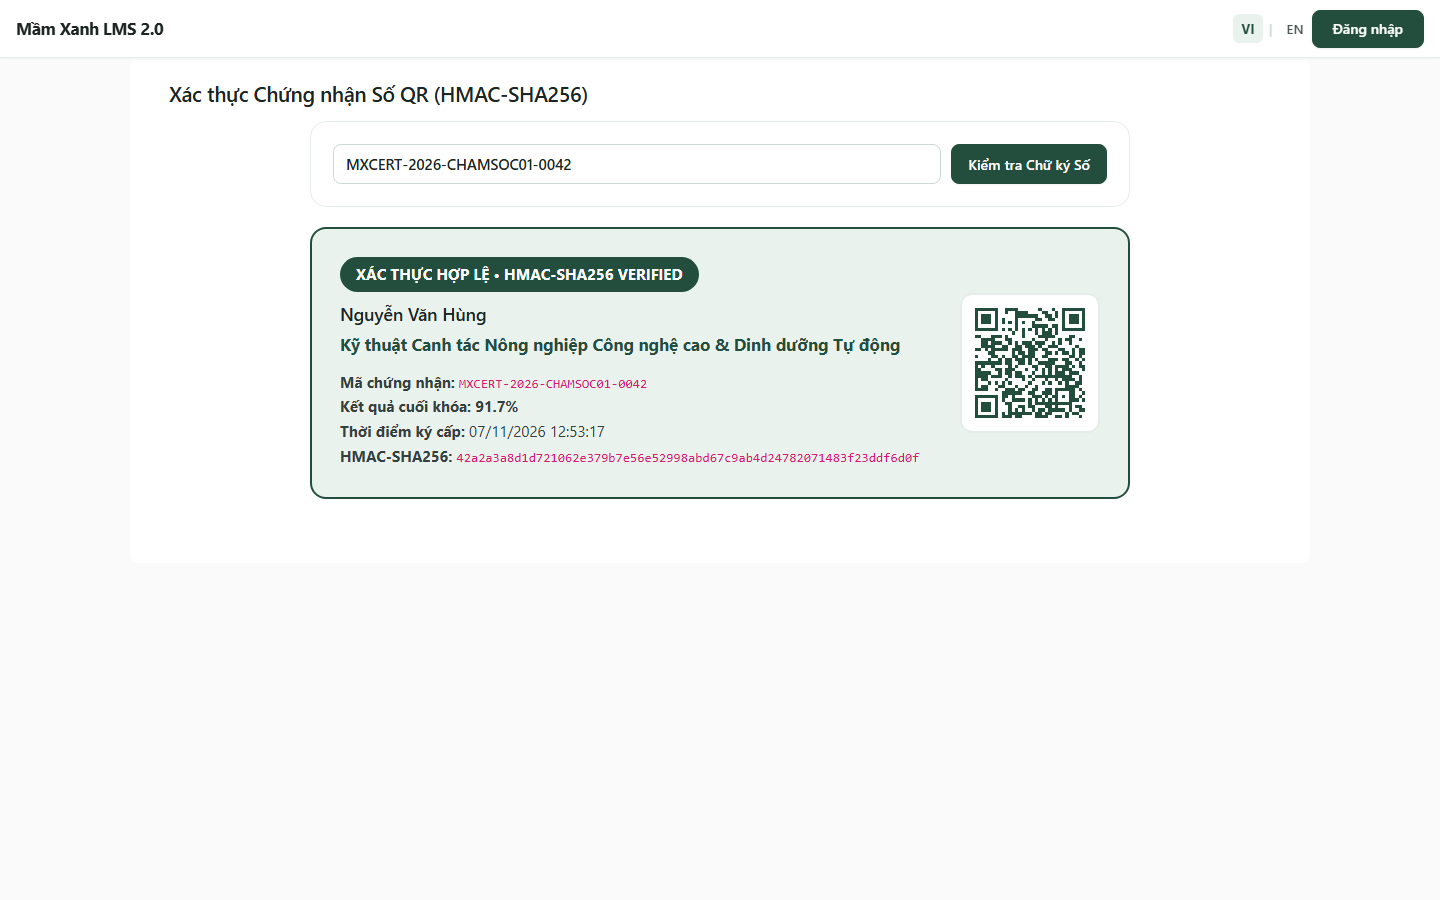 Mầm Xanh LMS 2.0
VI | EN Đăng nhập
Xác thực Chứng nhận Số QR (HMAC-SHA256)
MXCERT-2026-CHAMSOC01-0042
Kiểm tra Chữ ký Số
XÁC THỰC HỢP LỆ • HMAC-SHA256 VERIFIED
Nguyễn Văn Hùng
Kỹ thuật Canh tác Nông nghiệp Công nghệ cao & Dinh dưỡng Tự động
Mã chứng nhận: MXCERT-2026-CHAMSOC01-0042
Kết quả cuối khóa: 91.7%
Thời điểm ký cấp: 07/11/2026 12:53:17
HMAC-SHA256: 42a2a3a8d1d721062e379b7e56e52998abd67c9ab4d24782071483f23ddf6d0f